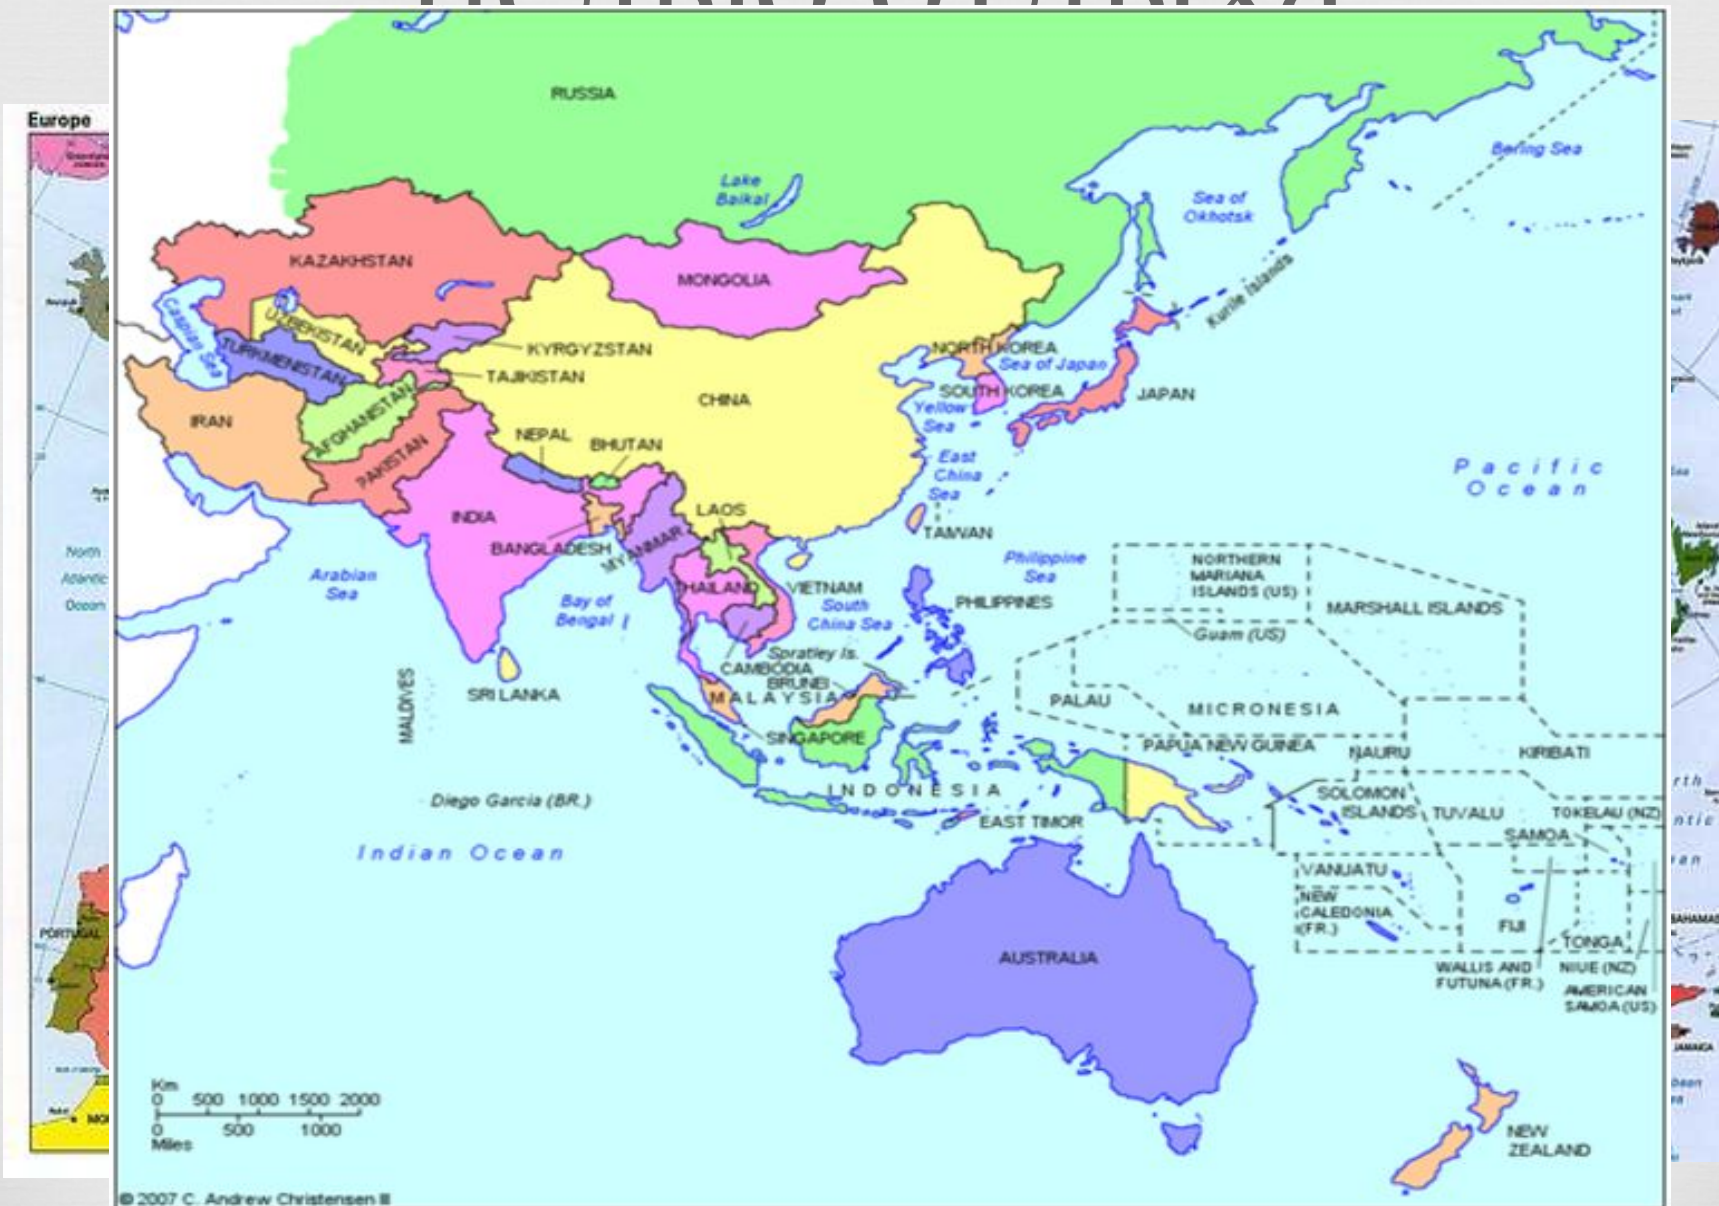 Europe
RUSSIA
Bering Sea
Lake
Baikal
Sea of
Okhotsk
KAZAKHSTAN
MONGOLIA
Kurile Islands
Caspian Sea
UZBEKISTAN
TURKMENISTAN
KYRGYZSTAN
TAJIKISTAN
NORTH KOREA
Sea of Japan
SOUTH KOREA
JAPAN
CHINA
IRAN
AFGHANISTAN
PAKISTAN
Yellow
Sea
NEPAL
BHUTAN
East
China
Sea
Pacific
Ocean
INDIA
LAOS
TAIWAN
BANGLADESH
MYANMAR
North
Atlantic
Ocean
Arabian
Sea
Bay of
Bengal
THAILAND
VIETNAM
South
China Sea
Philippine
Sea
PHILIPPINES
NORTHERN
MARIANA
ISLANDS (US)
MARSHALL ISLANDS
Guam (US)
Spratley Is.
CAMBODIA
BRUNEI
MALAYSIA
SRI LANKA
MALDIVES
PALAU
MICRONESIA
SINGAPORE
PAPUA NEW GUINEA
NAURU
KIRIBATI
INDONESIA
Diego Garcia (BR.)
EAST TIMOR
SOLOMON
ISLANDS
TUVALU
TOKELAU (NZ)
SAMOA
Indian Ocean
VANUATU
NEW
CALEDONIA
(FR.)
FIJI
TONGA
WALLIS AND
FUTUNA (FR.)
NIUE (NZ)
AMERICAN
SAMOA (US)
PORTUGAL
BAHAMAS
JAMAICA
AUSTRALIA
NEW
ZEALAND
Km
0 500 1000 1500 2000
0 500 1000
Miles
© 2007 C. Andrew Christensen III